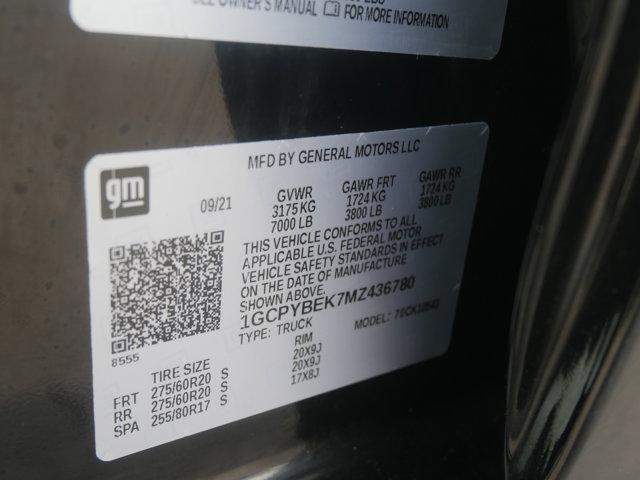 SEE OWNER'S MANUAL FOR MORE INFORMATION
MFD BY GENERAL MOTORS LLC
gm
09/21
GVWR GAWR FRT GAWR RR
3175 KG 1724 KG 1724 KG
7000 LB 3800 LB 3800 LB
THIS VEHICLE CONFORMS TO ALL
APPLICABLE U.S. FEDERAL MOTOR
VEHICLE SAFETY STANDARDS IN EFFECT
ON THE DATE OF MANUFACTURE
SHOWN ABOVE
1GCPYBEK7MZ436780
TYPE: TRUCK MODEL:
8555
TIRE SIZE RIM
FRT 275/60R20 S 20X9J
RR 275/60R20 S 20X9J
SPA 255/80R17 S 17X8J